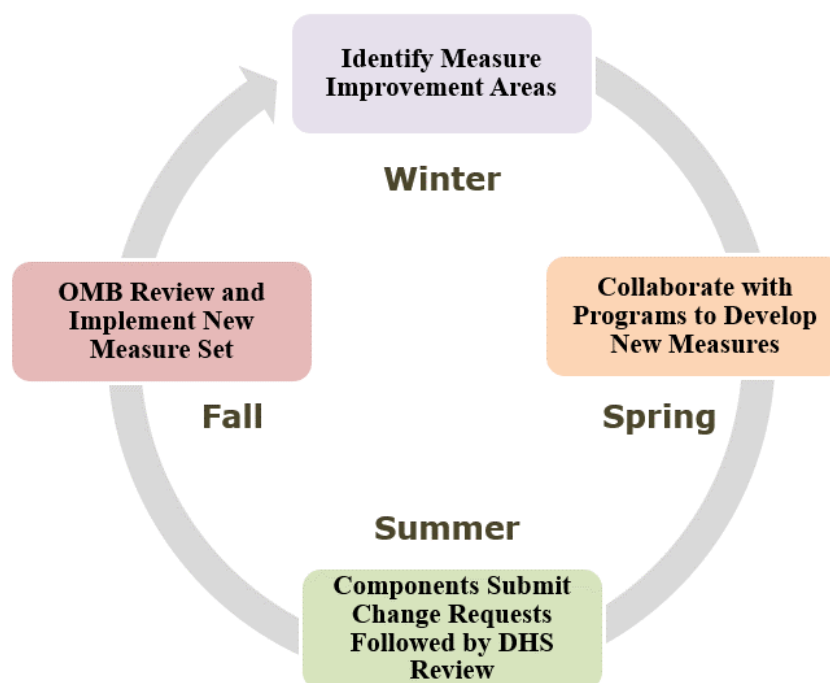 Identify Measure
Improvement Areas
Winter
OMB Review and
Implement New
Measure Set
Collaborate with
Programs to Develop
New Measures
Fall
Spring
Summer
Components Submit
Change Requests
Followed by DHS
Review